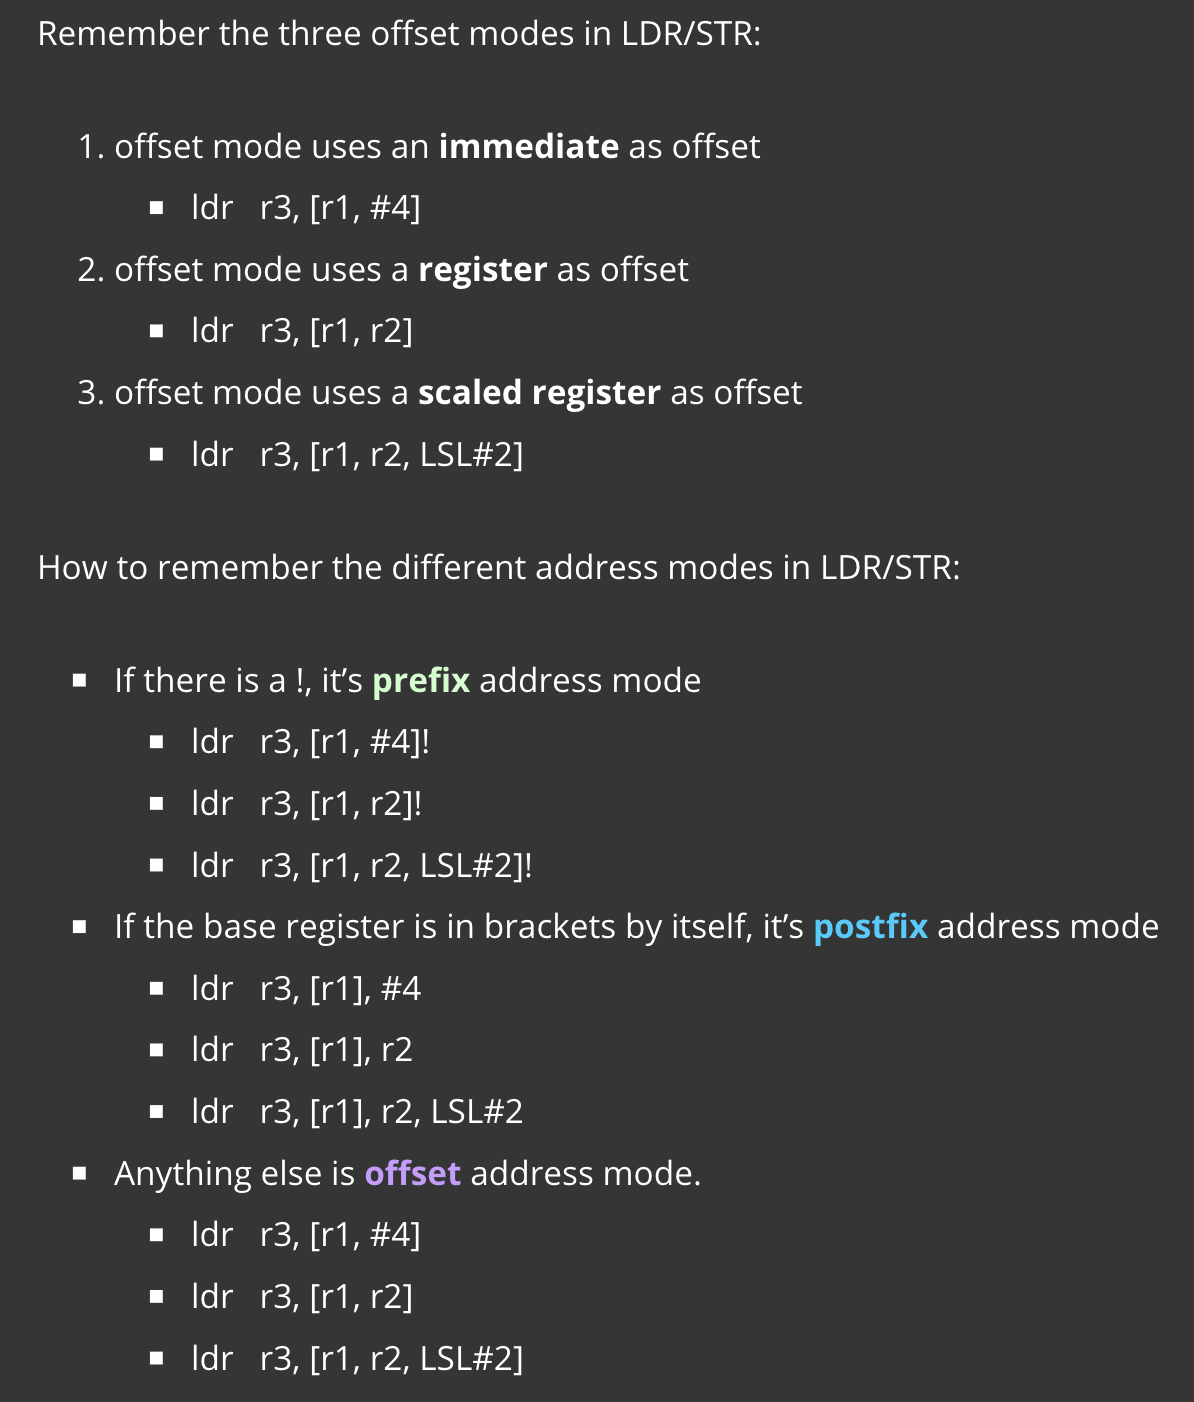 Remember the three offset modes in LDR/STR:
1. offset mode uses an immediate as offset
▪ ldr r3, [r1, #4]
2. offset mode uses a register as offset
▪ ldr r3, [r1, r2]
3. offset mode uses a scaled register as offset
▪ ldr r3, [r1, r2, LSL#2]
How to remember the different address modes in LDR/STR:
▪ If there is a !, it’s prefix address mode
▪ ldr r3, [r1, #4]!
▪ ldr r3, [r1, r2]!
▪ ldr r3, [r1, r2, LSL#2]!
▪ If the base register is in brackets by itself, it’s postfix address mode
▪ ldr r3, [r1], #4
▪ ldr r3, [r1], r2
▪ ldr r3, [r1], r2, LSL#2
▪ Anything else is offset address mode.
▪ ldr r3, [r1, #4]
▪ ldr r3, [r1, r2]
▪ ldr r3, [r1, r2, LSL#2]